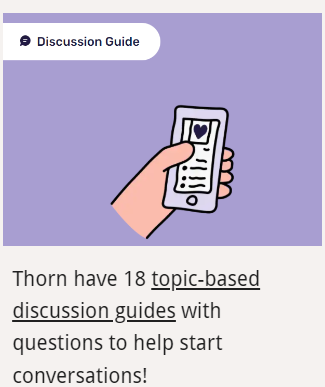 Discussion Guide
Thorn have 18 topic-based
discussion guides with
questions to help start
conversations!